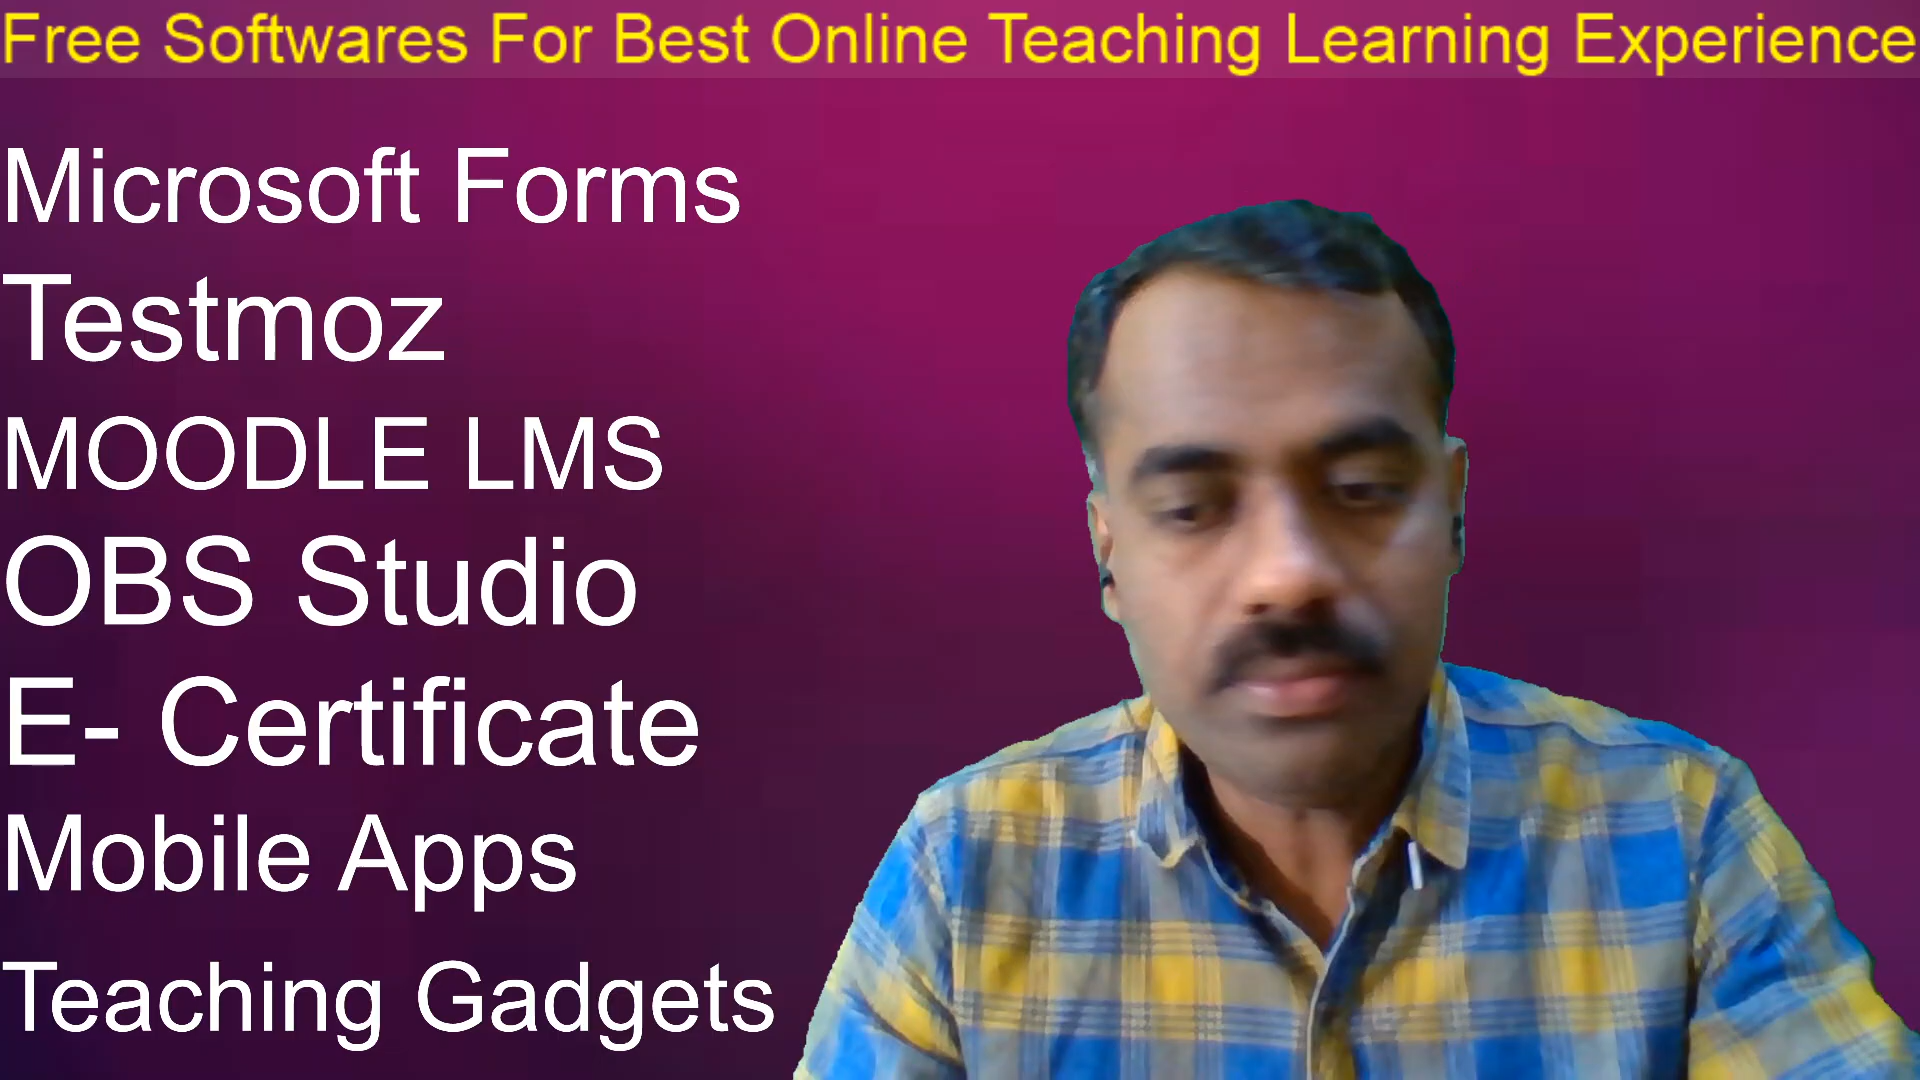 Free Softwares For Best Online Teaching Learning Experience
Microsoft Forms
Testmoz
MOODLE LMS
OBS Studio
E- Certificate
Mobile Apps
Teaching Gadgets